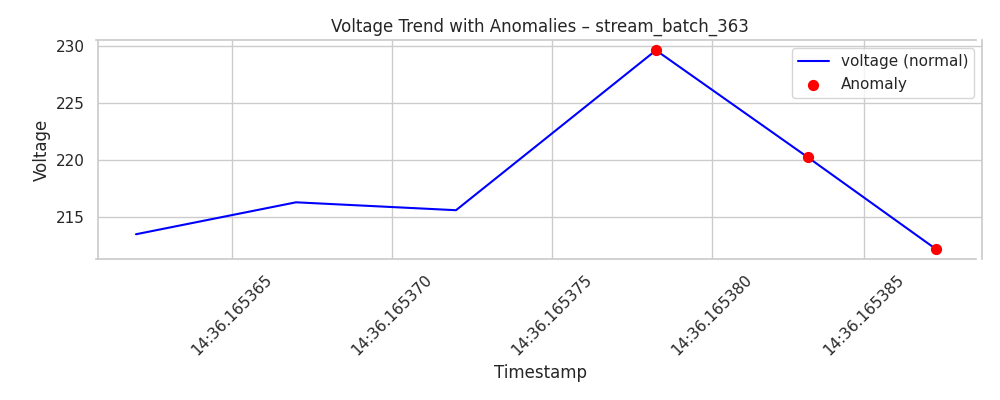 Voltage Trend with Anomalies – stream_batch_363
voltage (normal)
Anomaly
Voltage
230
225
220
215
14:36.165365
14:36.165370
14:36.165375
14:36.165380
14:36.165385
Timestamp